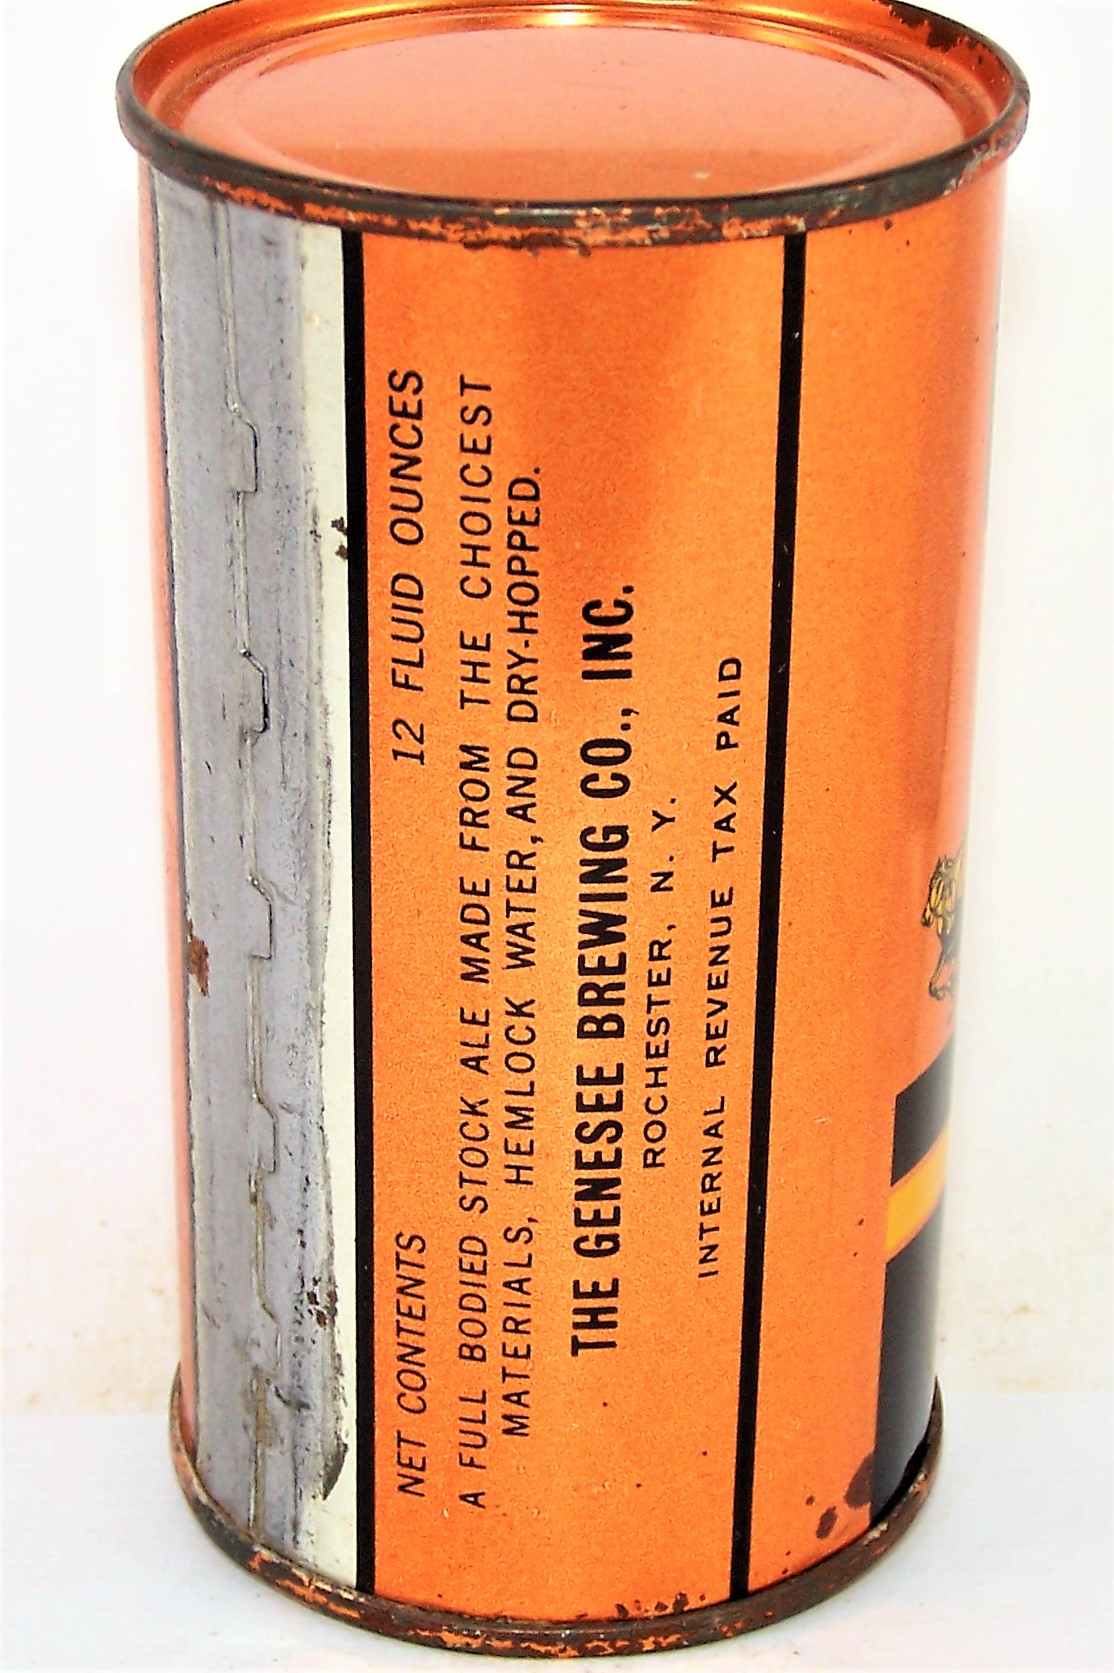 NET CONTENTS 12 FLUID OUNCES
A FULL BODIED STOCK ALE MADE FROM THE CHOICEST
MATERIALS, HEMLOCK WATER, AND DRY-HOPPED.
THE GENESEE BREWING CO., INC.
ROCHESTER, N. Y.
INTERNAL REVENUE TAX PAID